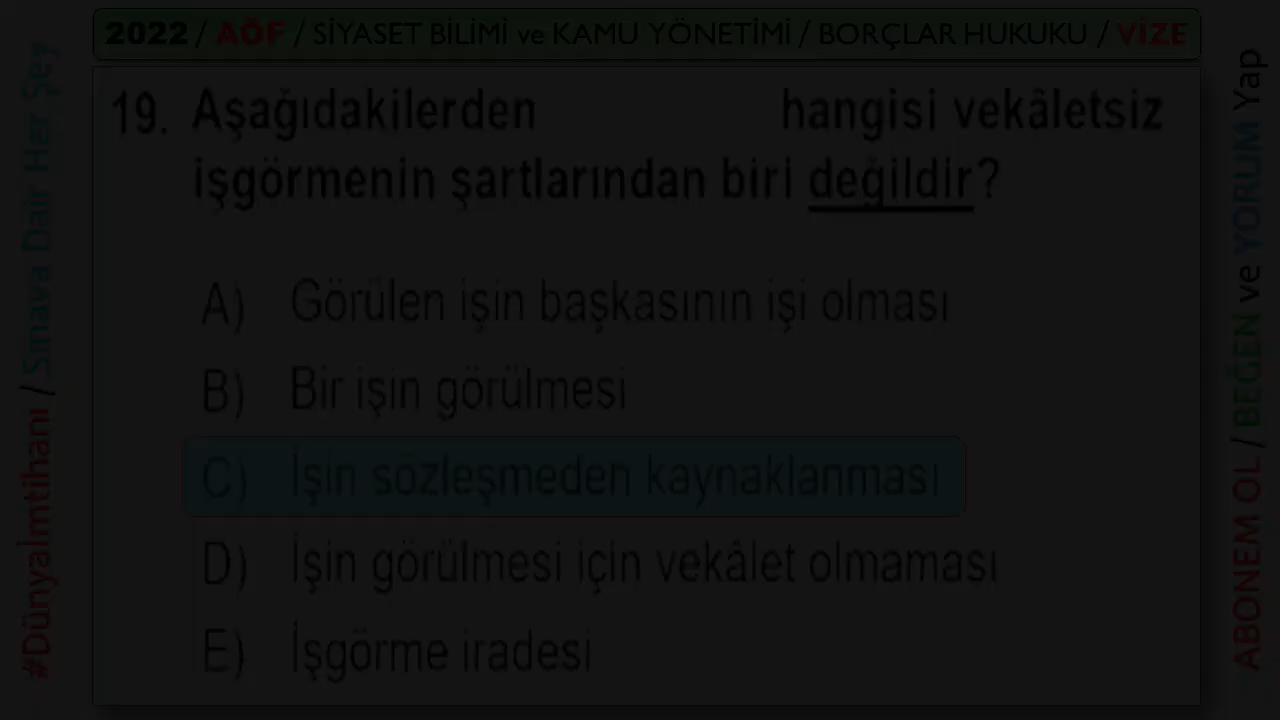 2022 / AÖF / SİYASET BİLİMİ ve KAMU YÖNETİMİ / BORÇLAR HUKUKU / VİZE
#Dünyaİmtihanı / Sınava Dair Her Şey
19. Aşağıdakilerden hangisi vekâletsiz
işgörmenin şartlarından biri değildir?
A) Görülen işin başkasının işi olması
B) Bir işin görülmesi
C) İşin sözleşmeden kaynaklanması
D) İşin görülmesi için vekâlet olmaması
E) İşgörme iradesi
ABONEM OL / BEĞEN ve YORUM Yap